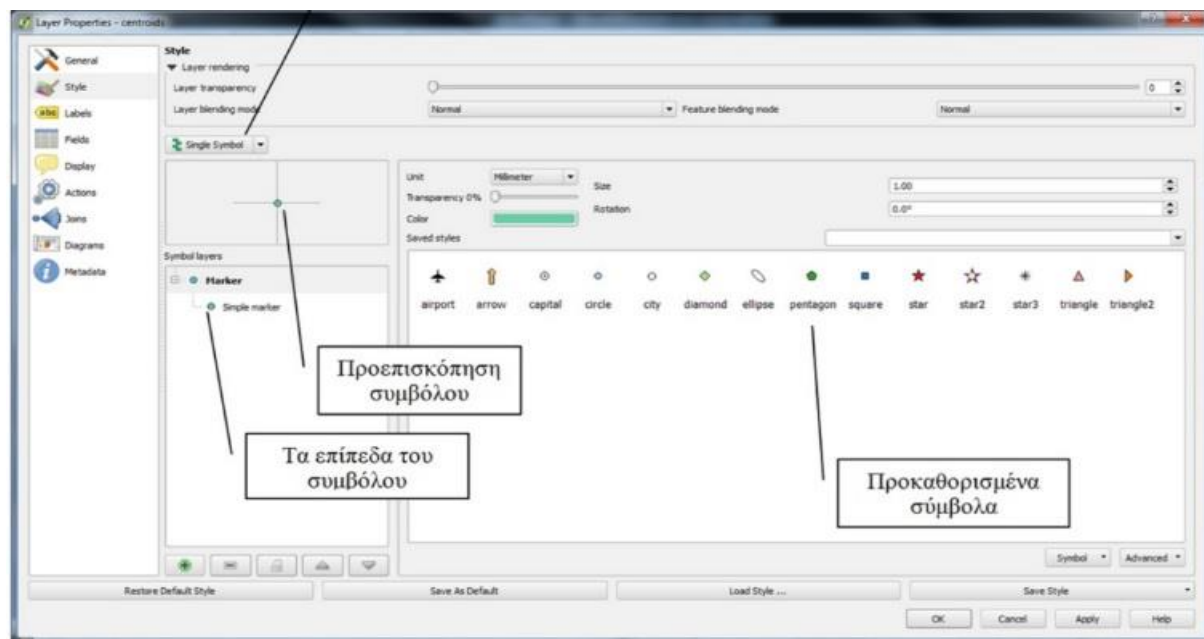 Layer Properties - centroids
General
Style
Labels
Fields
Display
Actions
Joins
Diagrams
Metadata
Style
Layer rendering
Layer transparency
0
Layer blending mode
Normal
Feature blending mode
Normal
Single Symbol
Unit
Millimeter
Size
1.00
Transparency 0%
Rotation
0.0°
Color
Saved styles
Symbol layers
Marker
Simple marker
airport arrow capital circle city diamond ellipse pentagon square star star2 star3 triangle triangle2
Προεπισκόπηση
συμβόλου
Τα επίπεδα του
συμβόλου
Προκαθορισμένα
σύμβολα
Symbol
Advanced
Restore Default Style
Save As Default
Load Style ...
Save Style
OK
Cancel
Apply
Help